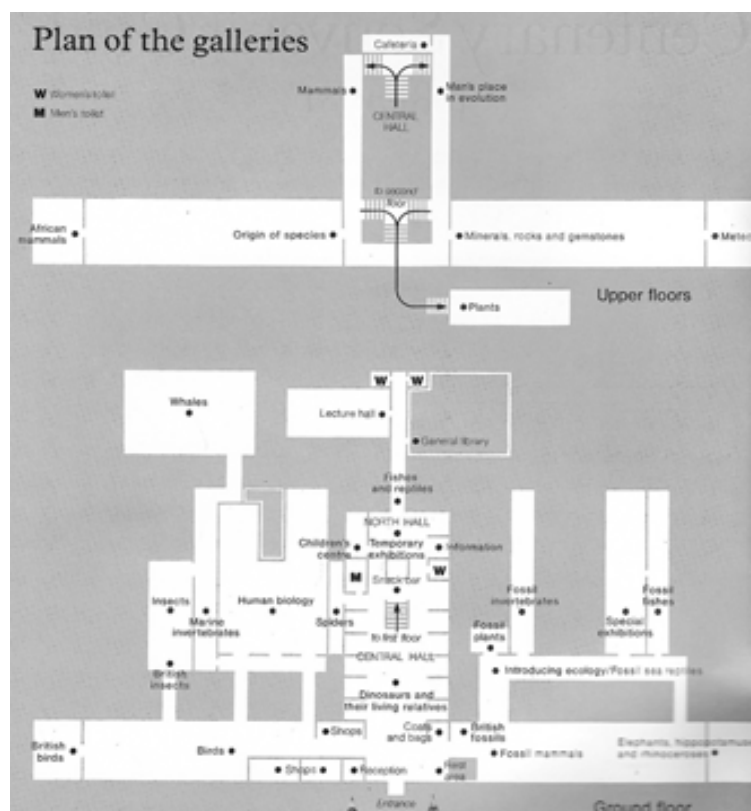 Plan of the galleries
W Women's toilet
M Men's toilet
Cafeteria
Mammals
Man's place
in evolution
CENTRAL
HALL
to second
floor
African
mammals
Origin of species
Minerals, rocks and gemstones
Plants
Upper floors
Whales
W
W
Lecture hall
General library
Fishes
and reptiles
NORTH HALL
Children's
centre
Temporary
exhibitions
Information
M
W
Snack bar
Insects
Marine
invertebrates
Human biology
Spiders
to first floor
Fossil
invertebrates
Fossil
plants
Special
exhibitions
Fossil
fishes
British
insects
CENTRAL HALL
Introducing ecology/Fossil sea reptiles
Dinosaurs and
their living relatives
British
birds
Birds
Shops
Coats
and bags
British
fossils
Fossil mammals
Elephants, hippopotamuses
and rhinoceroses
Shops
Reception
Rest
area
Entrance
Ground floor